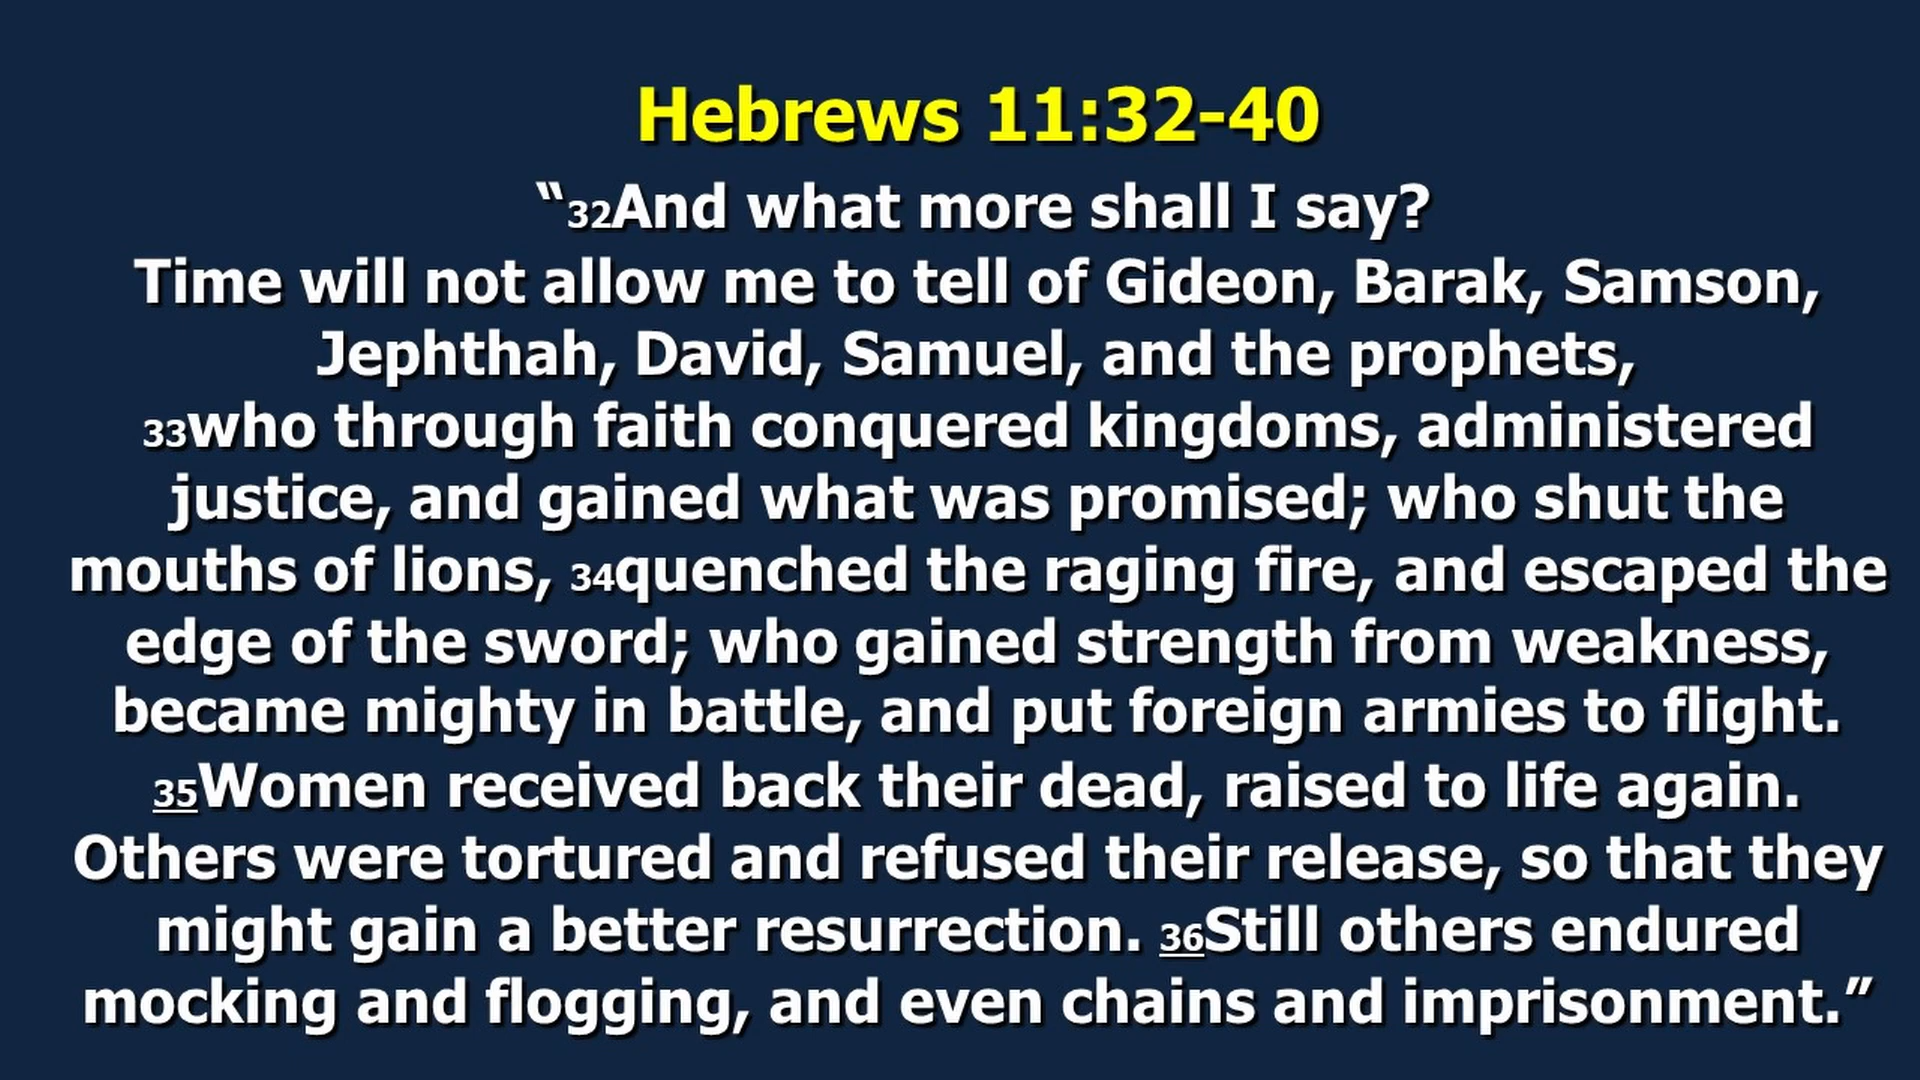 Hebrews 11:32-40
“32And what more shall I say?
Time will not allow me to tell of Gideon, Barak, Samson,
Jephthah, David, Samuel, and the prophets,
33who through faith conquered kingdoms, administered
justice, and gained what was promised; who shut the
mouths of lions, 34quenched the raging fire, and escaped the
edge of the sword; who gained strength from weakness,
became mighty in battle, and put foreign armies to flight.
35Women received back their dead, raised to life again.
Others were tortured and refused their release, so that they
might gain a better resurrection. 36Still others endured
mocking and flogging, and even chains and imprisonment.”